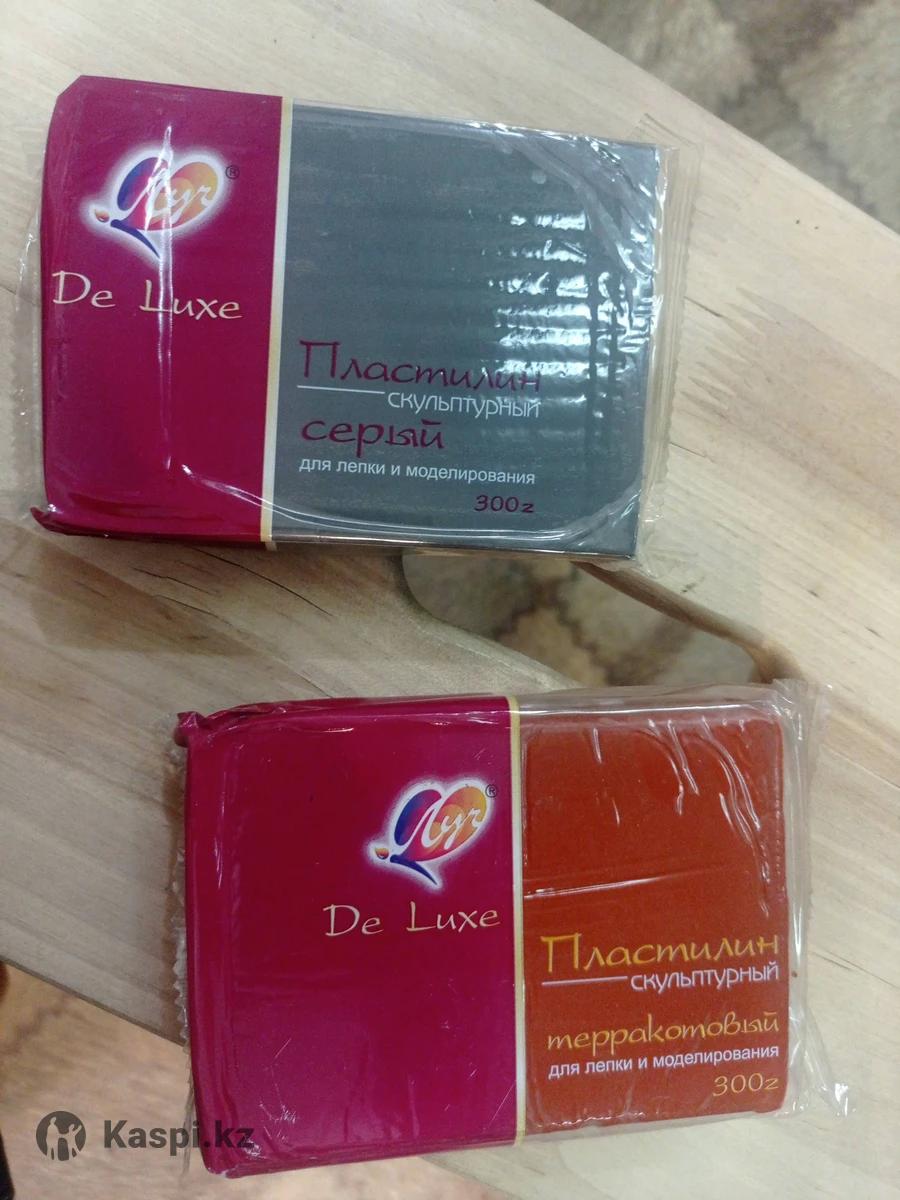 Луч®
De Luxe
Пластилин
скульптурный
серый
для лепки и моделирования
300г
Луч®
De Luxe
Пластилин
скульптурный
терракотовый
для лепки и моделирования
300г
Kaspi.kz